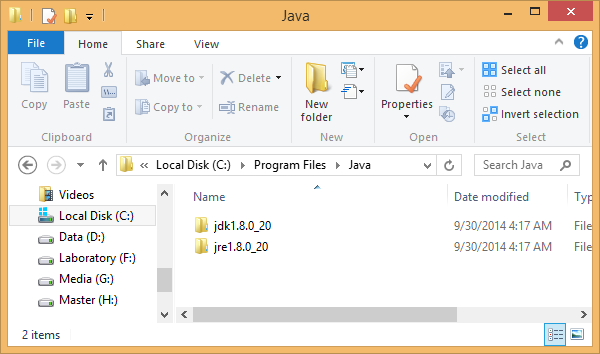 Java
File Home Share View
Copy Paste Move to Copy to Delete Rename New folder Properties Select all Select none Invert selection
Clipboard Organize New Open Select
« Local Disk (C:) Program Files Java Search Java
Videos
Local Disk (C:)
Data (D:)
Laboratory (F:)
Media (G:)
Master (H:)
Name Date modified Typ
jdk1.8.0_20 9/30/2014 4:17 AM File
jre1.8.0_20 9/30/2014 4:17 AM File
2 items